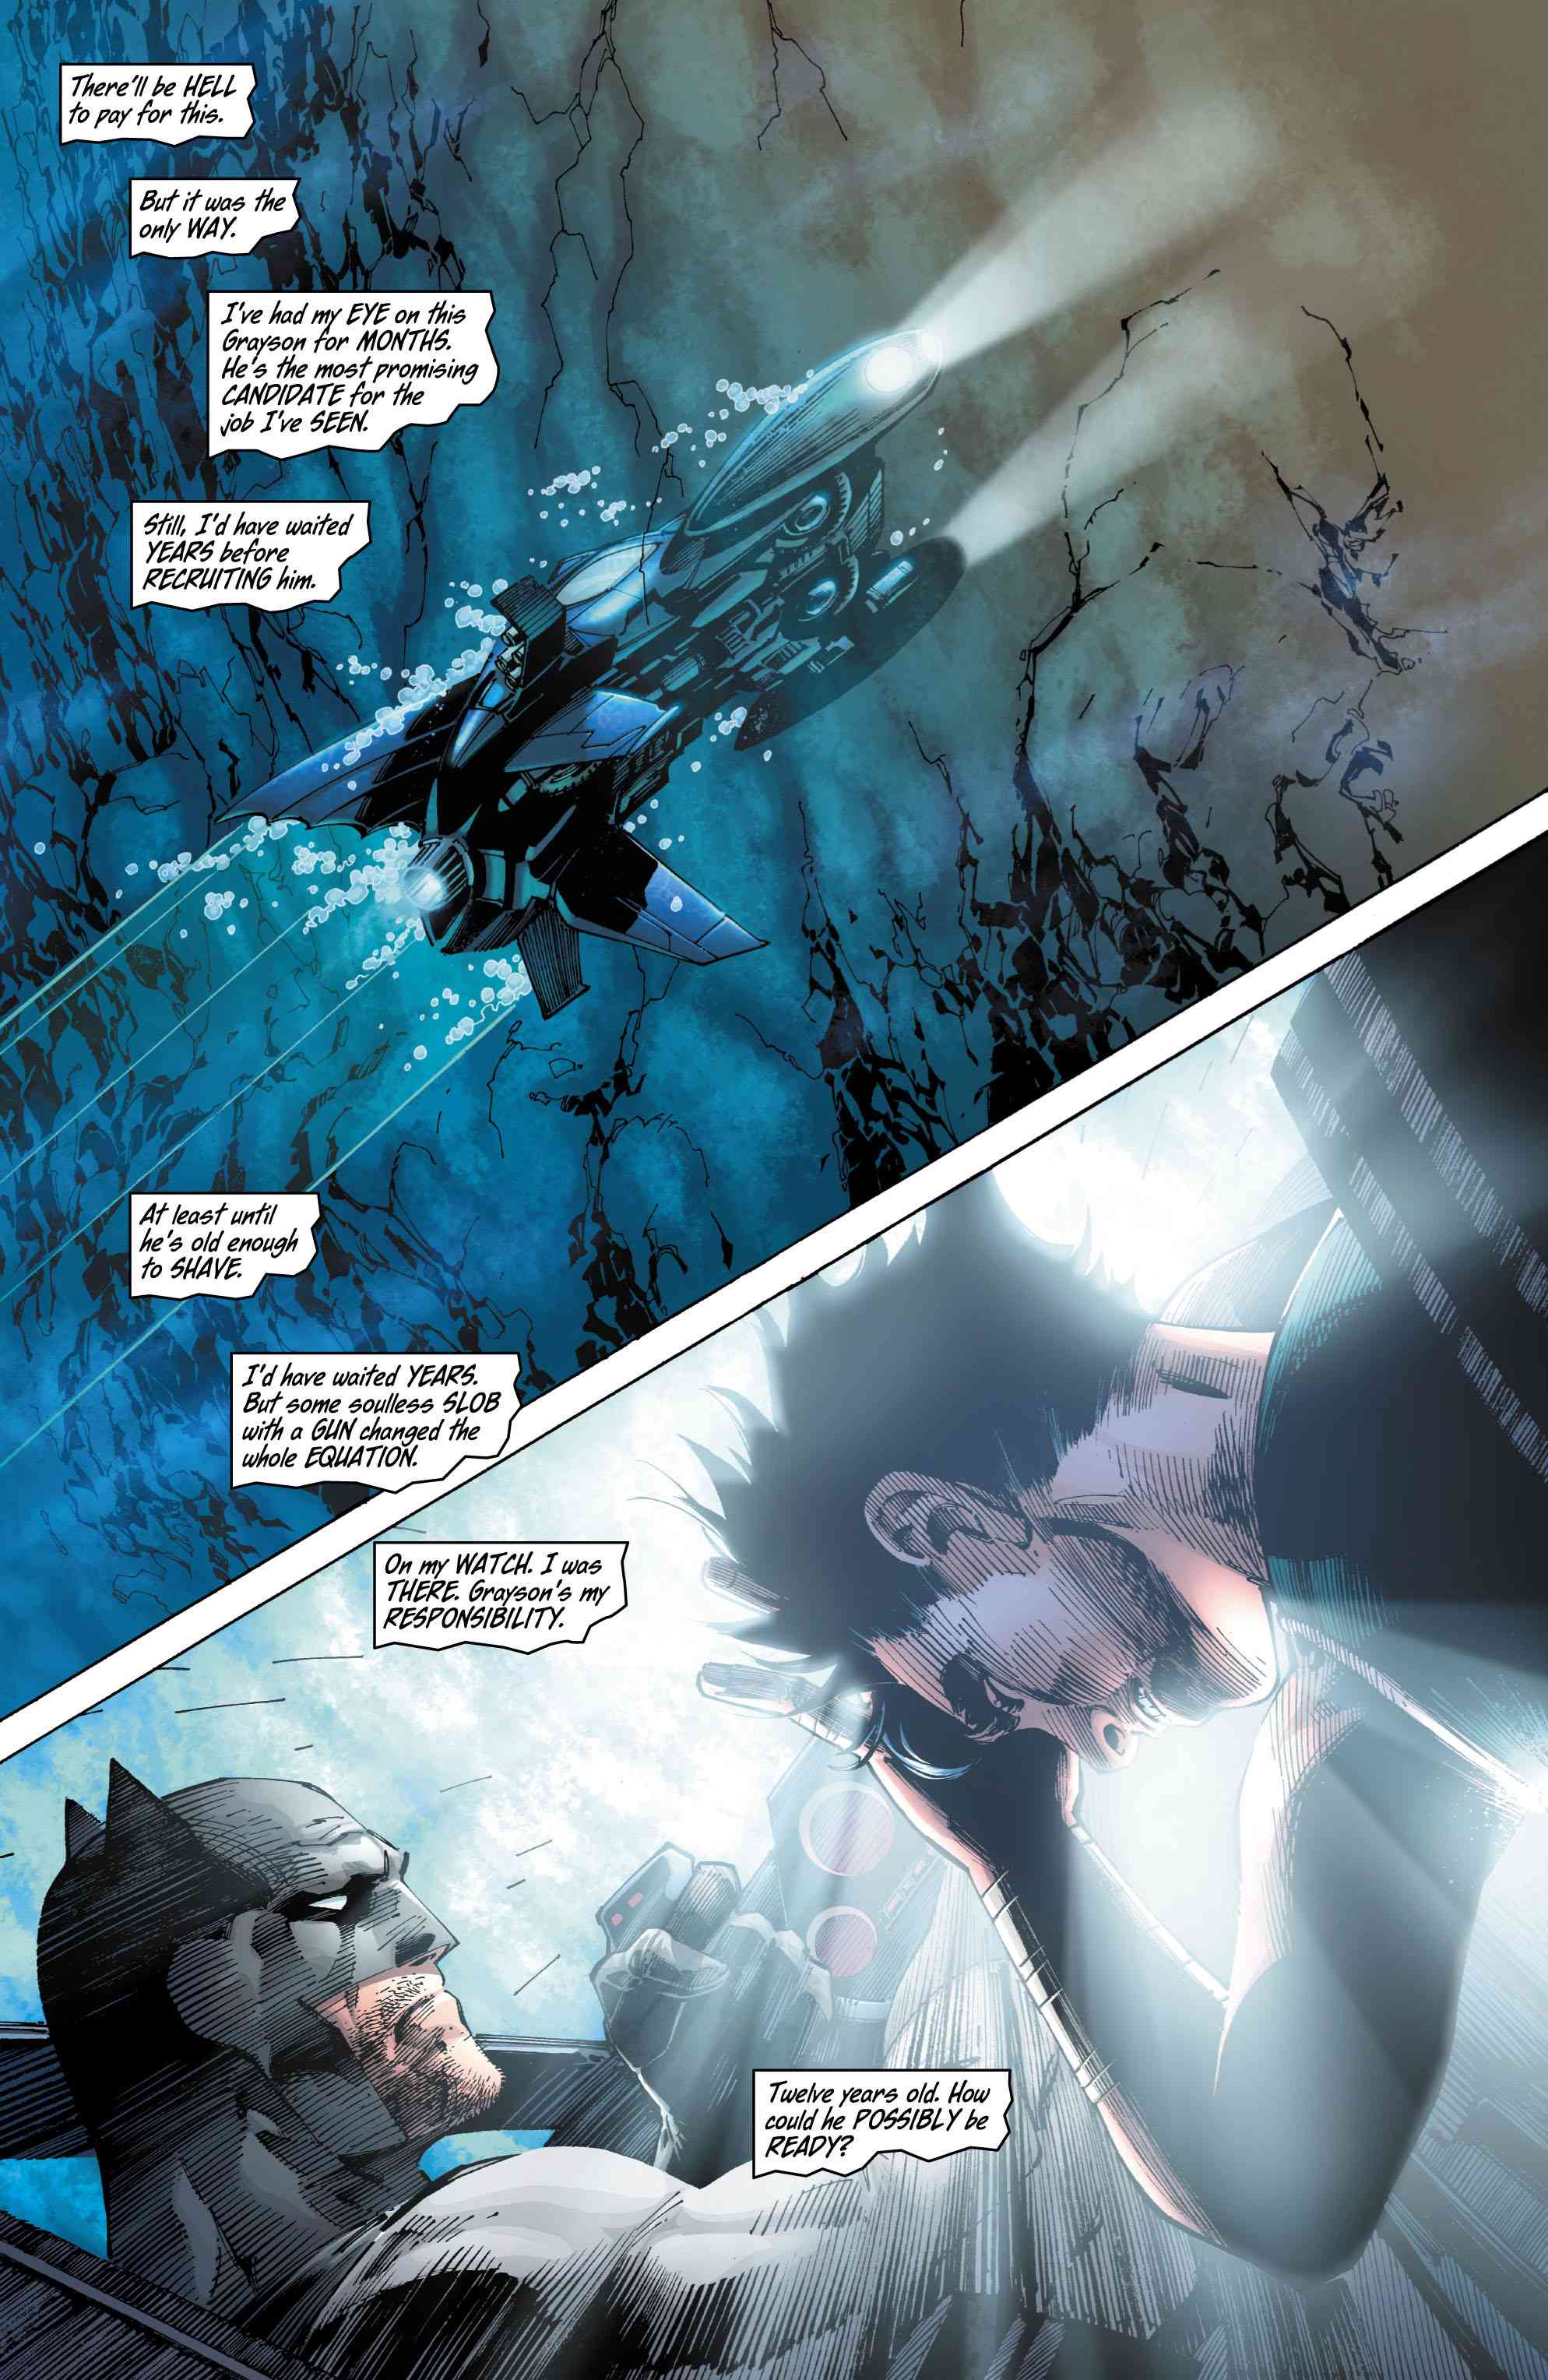 There'll be HELL
to pay for this.
But it was the
only WAY.
I've had my EYE on this
Grayson for MONTHS.
He's the most promising
CANDIDATE for the
job I've SEEN.
Still, I'd have waited
YEARS before
RECRUITING him.
At least until
he's old enough
to SHAVE.
I'd have waited YEARS.
But some soulless SLOB
with a GUN changed the
whole EQUATION.
On my WATCH. I was
THERE. Grayson's my
RESPONSIBILITY.
Twelve years old. How
could he POSSIBLY be
READY?